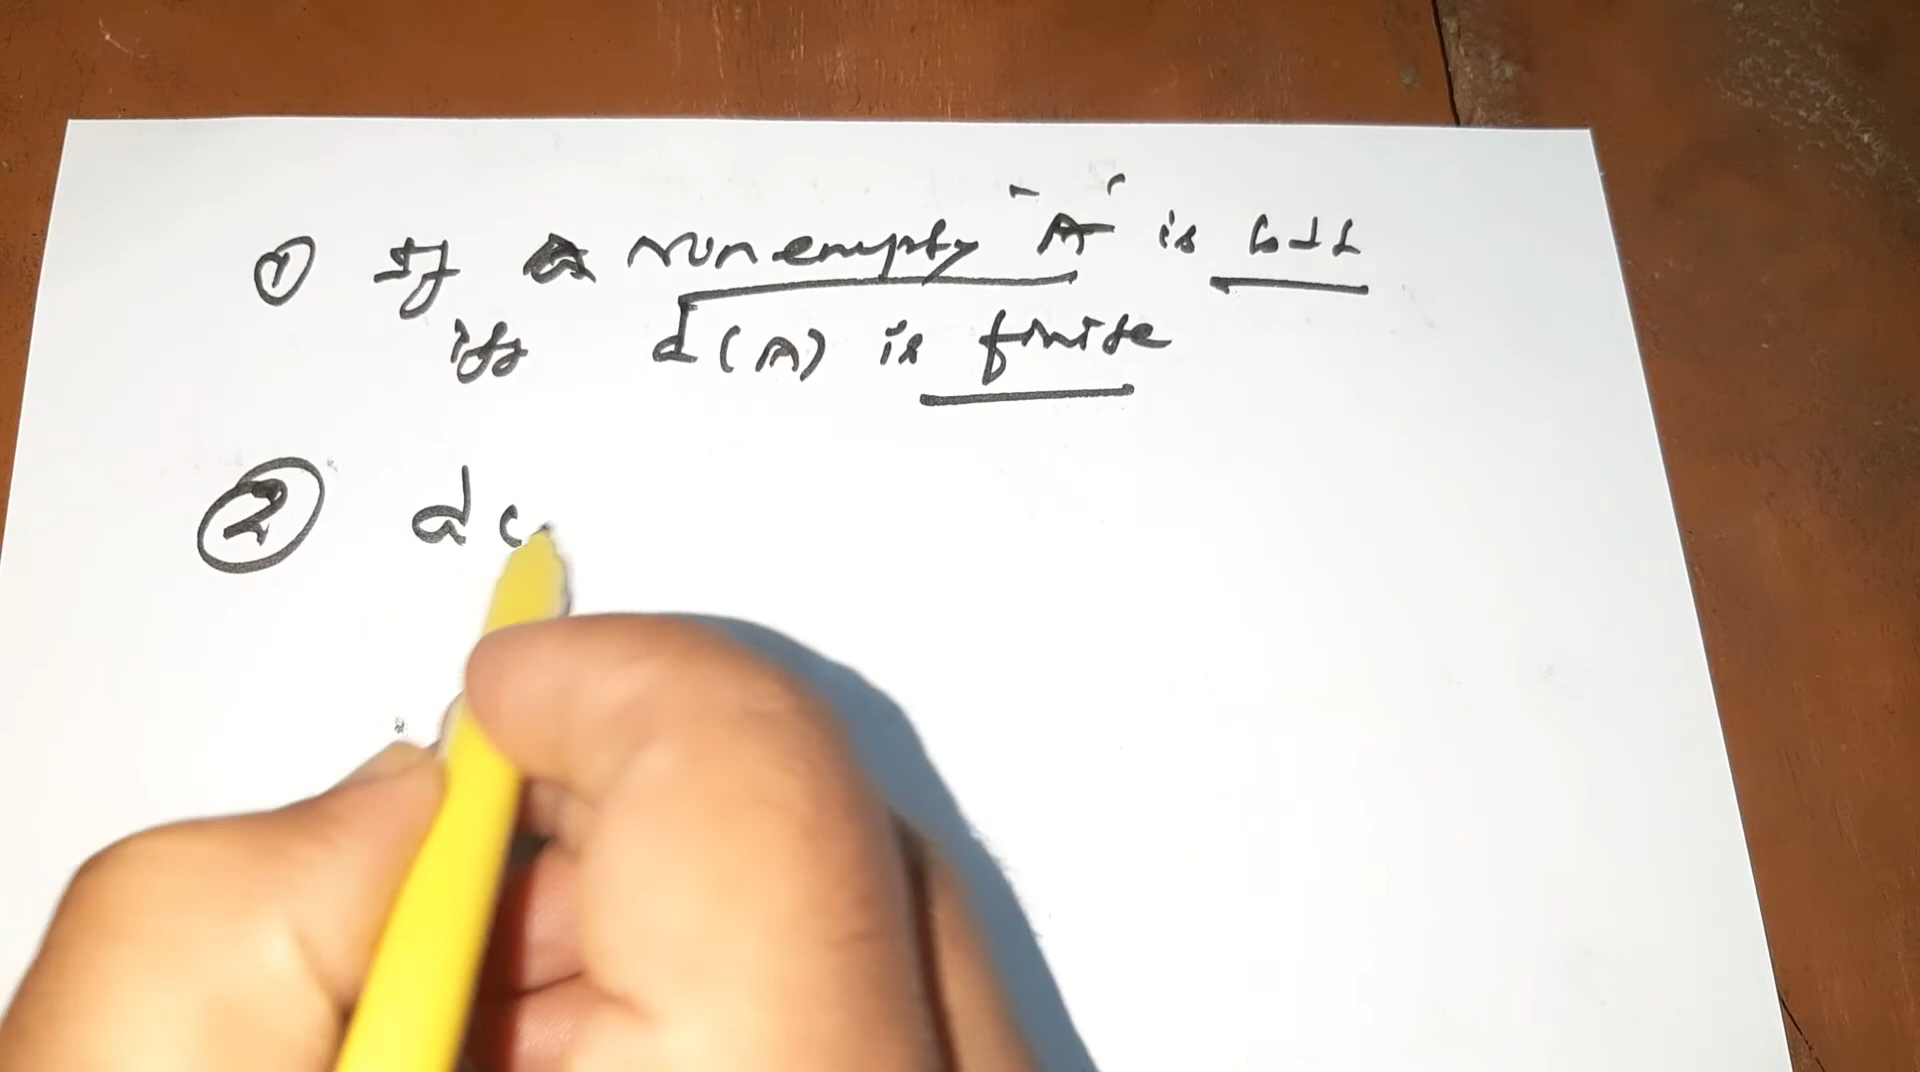 ① If a nonempty "A" is bdd
iff d(A) is finite
② d(